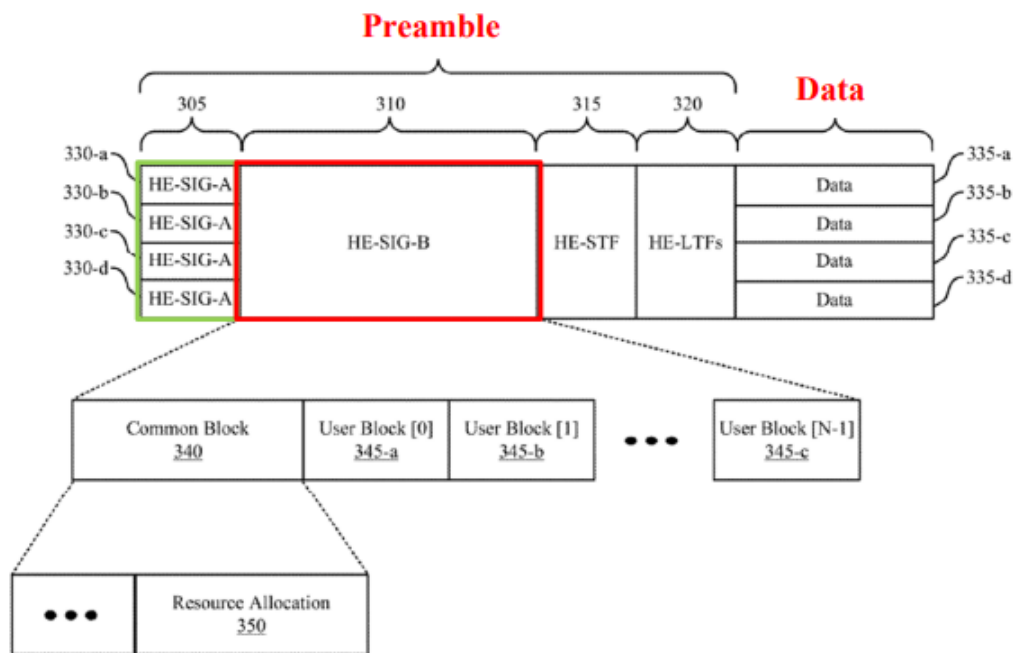 Preamble
Data
305
310
315
320
330-a
330-b
330-c
330-d
HE-SIG-A
HE-SIG-A
HE-SIG-A
HE-SIG-A
HE-SIG-B
HE-STF
HE-LTFs
Data
Data
Data
Data
335-a
335-b
335-c
335-d
Common Block
340
User Block [0]
345-a
User Block [1]
345-b
User Block [N-1]
345-c
Resource Allocation
350